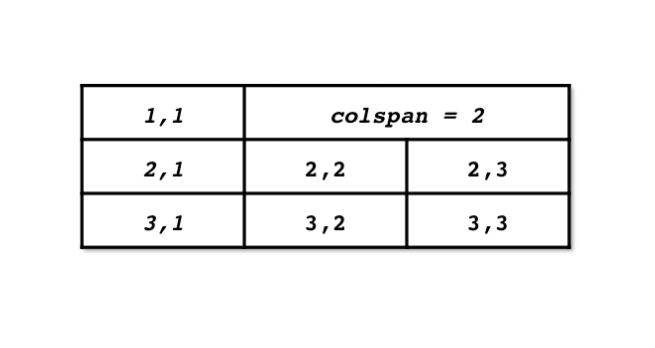 1,1 colspan = 2
2,1 2,2 2,3
3,1 3,2 3,3